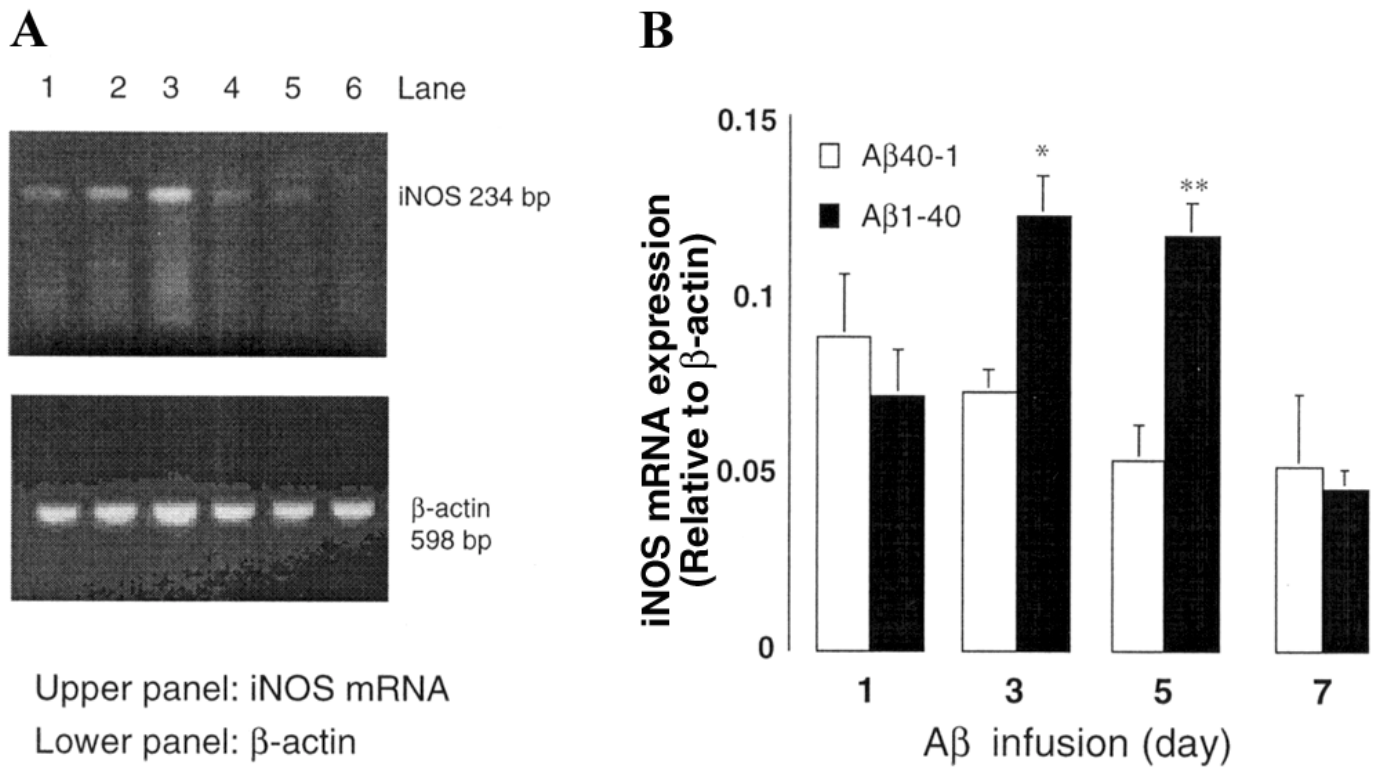 A
1 2 3 4 5 6 Lane
iNOS 234 bp
β-actin
598 bp
Upper panel: iNOS mRNA
Lower panel: β-actin
B
iNOS mRNA expression
(Relative to β-actin)
0.15
0.1
0.05
0
Aβ40-1
Aβ1-40
*
**
1 3 5 7
Aβ infusion (day)